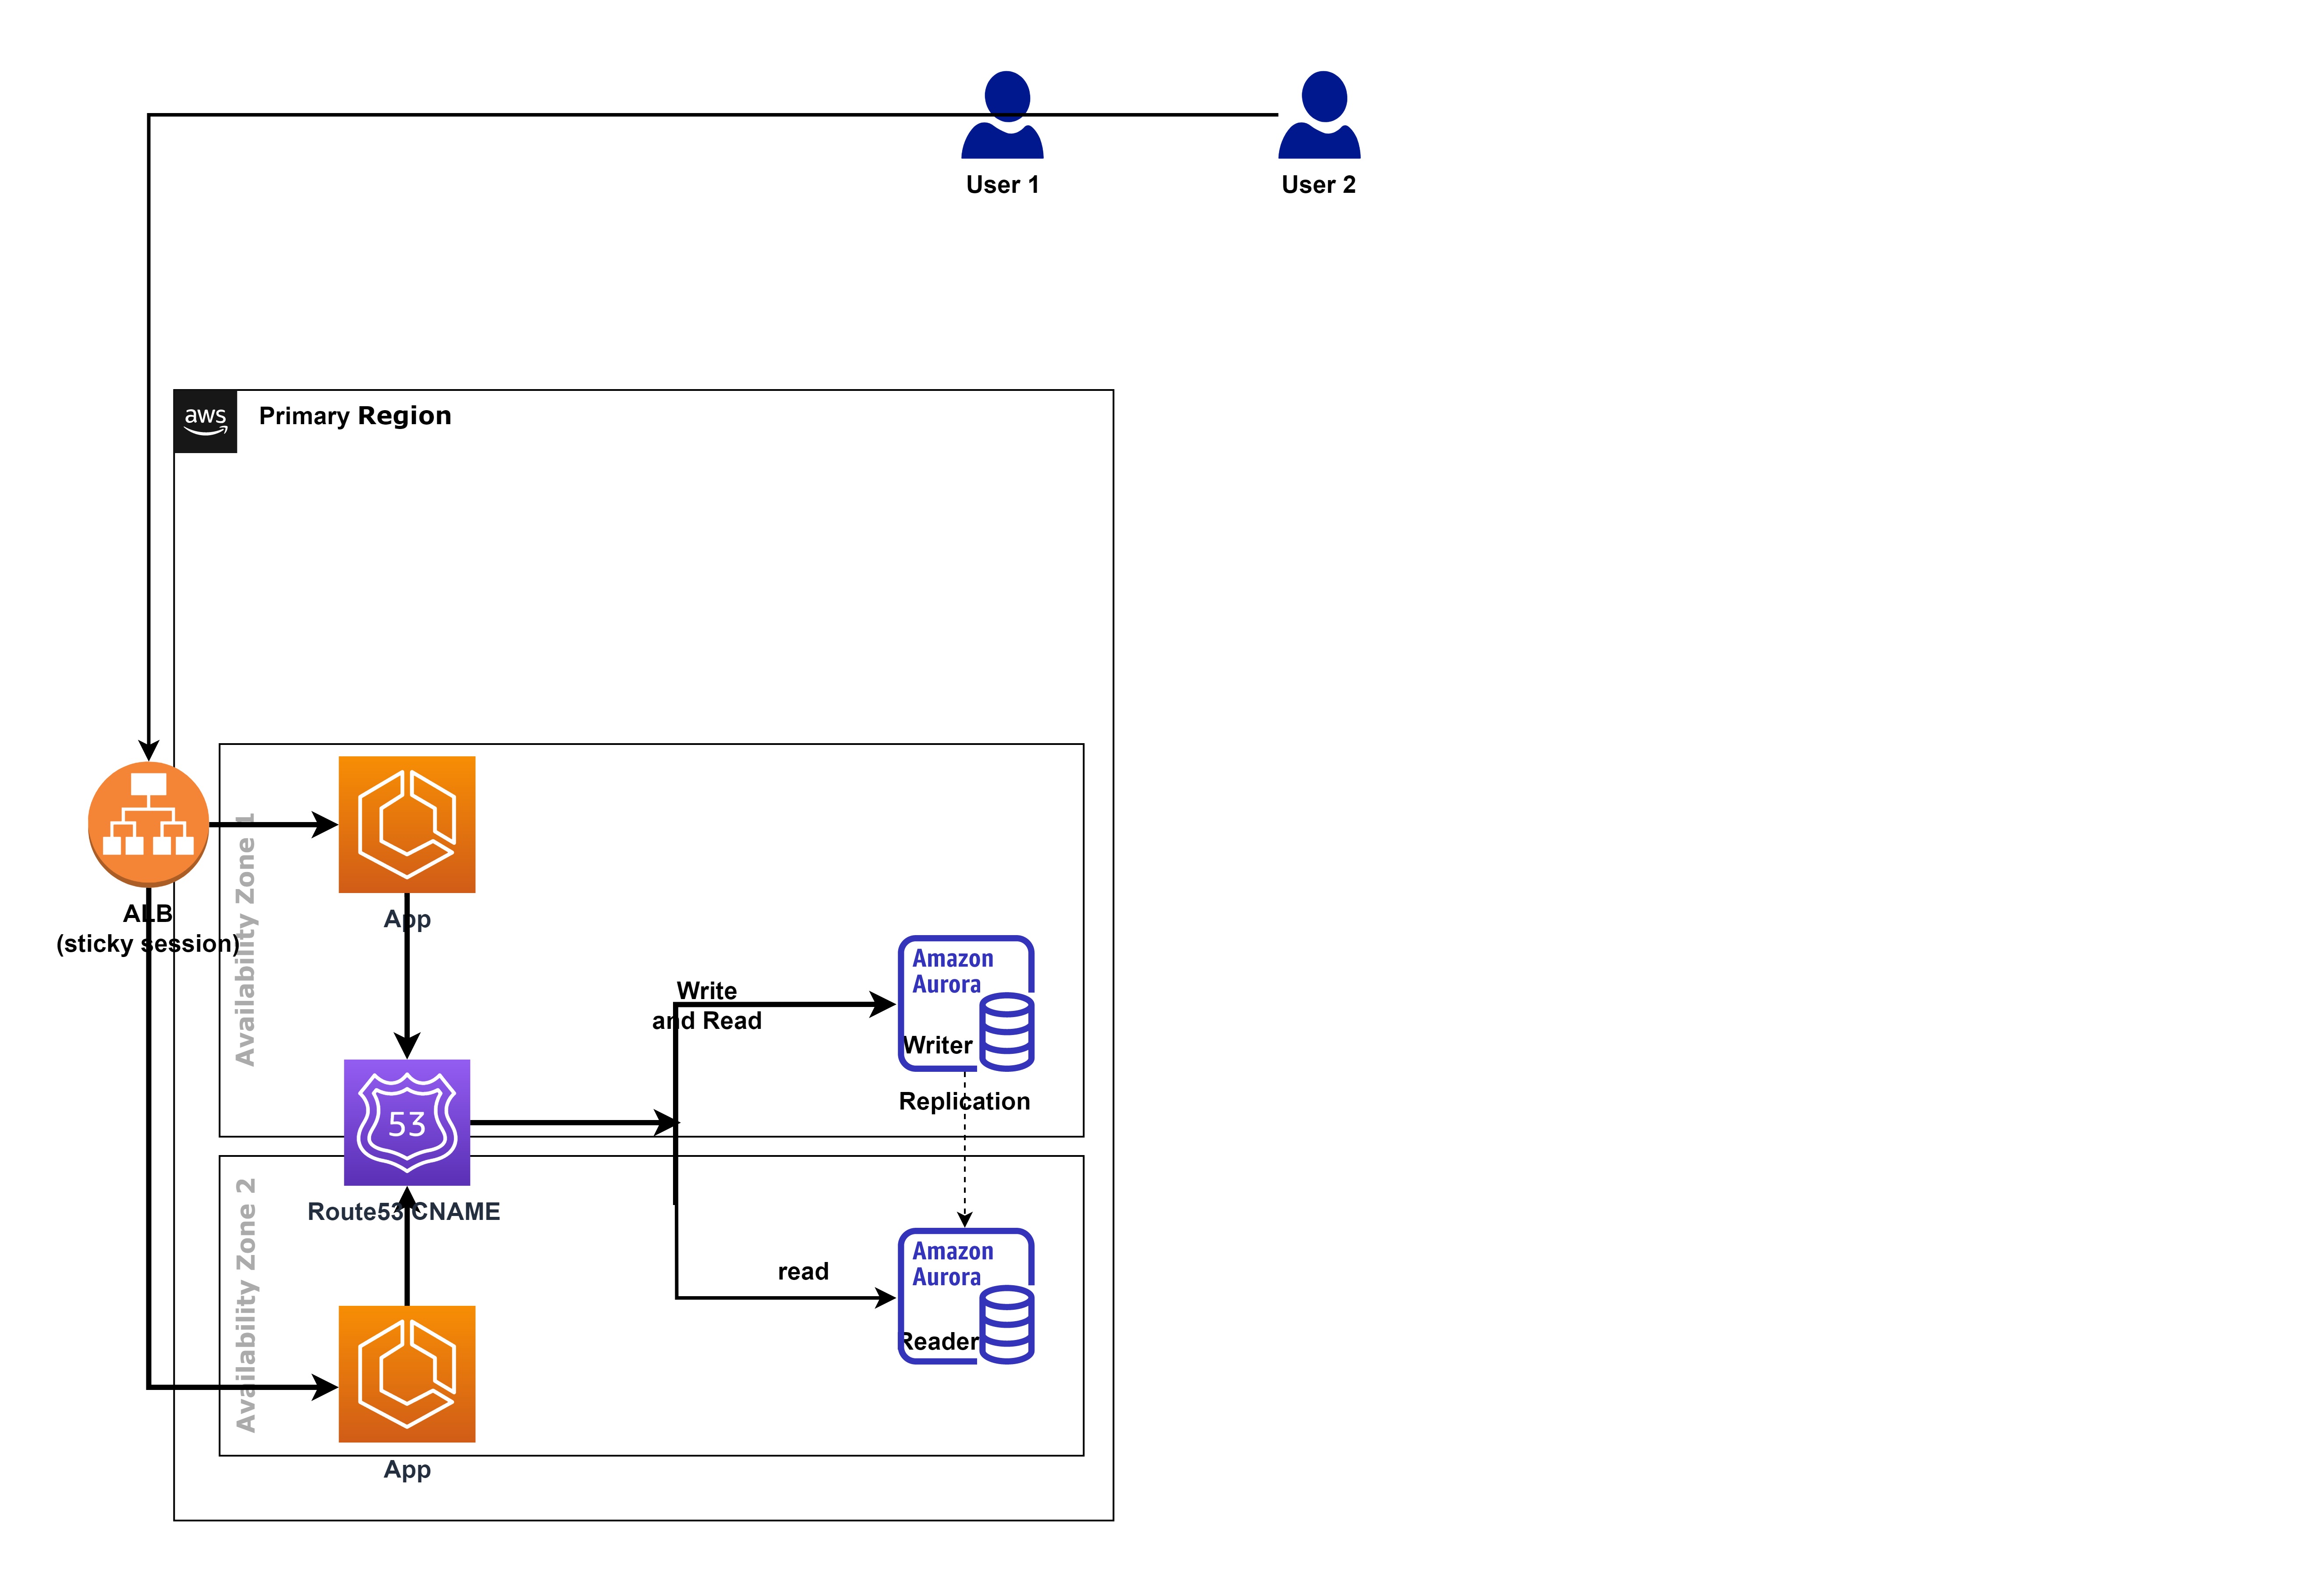 User 1
User 2
aws
Primary Region
Availability Zone 1
App
ALB
(sticky session)
Amazon
Aurora
Writer
Write
and Read
Replication
53
Route53 CNAME
Availability Zone 2
Amazon
Aurora
Reader
read
App